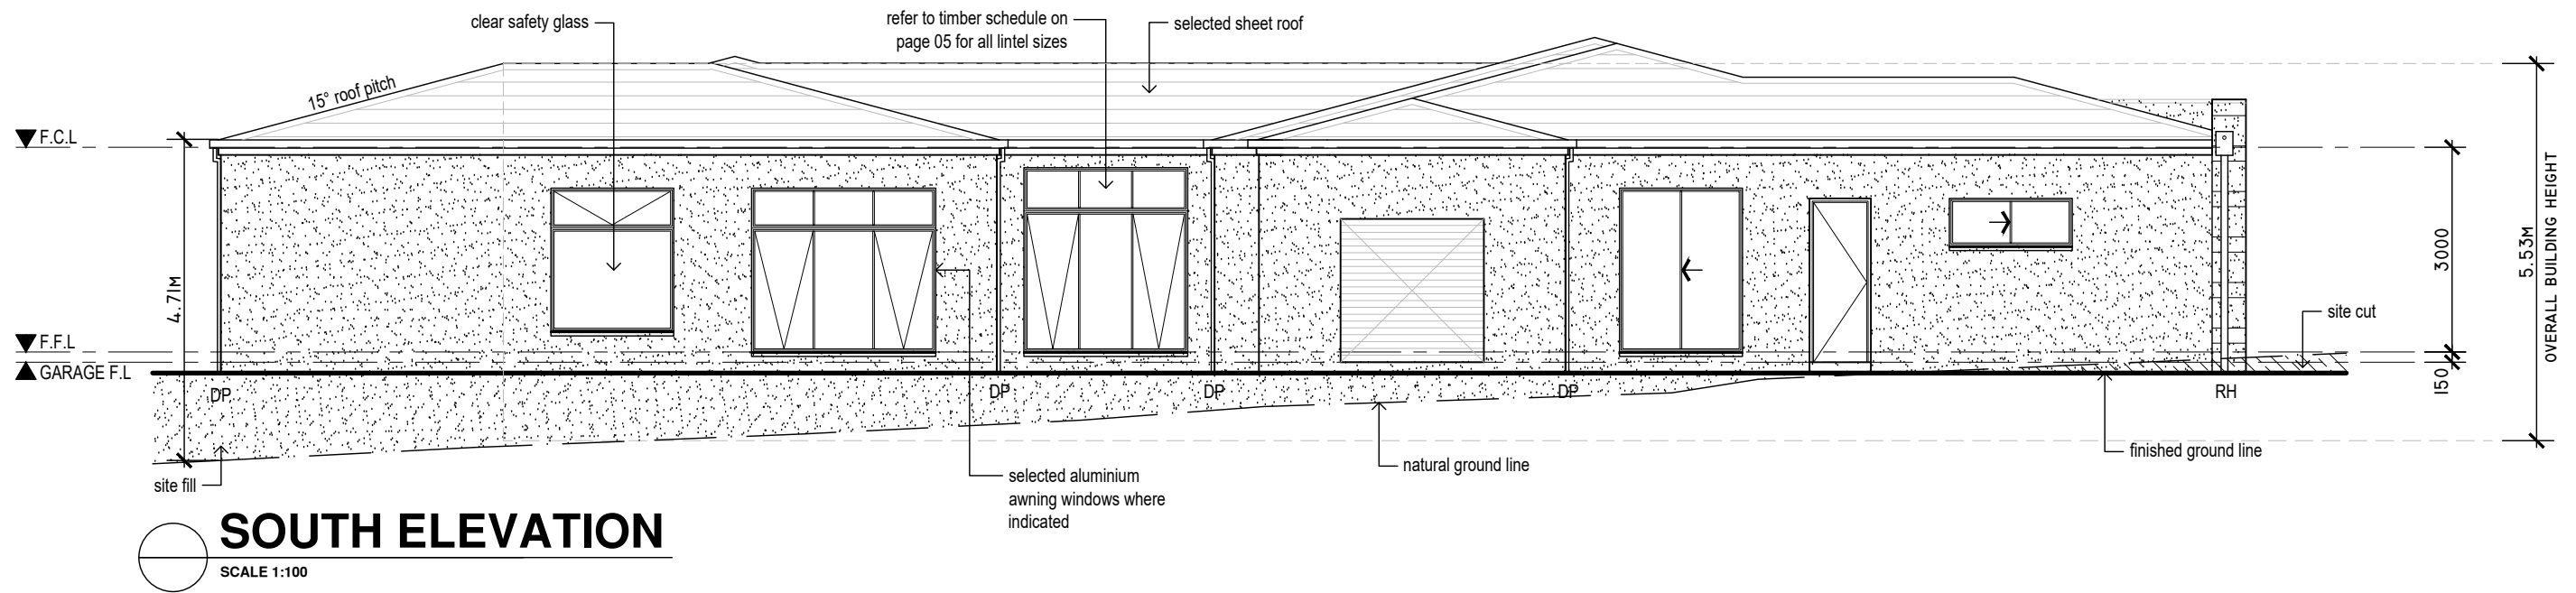 clear safety glass
refer to timber schedule on
page 05 for all lintel sizes
selected sheet roof
15° roof pitch
F.C.L
4.71M
3000
5.53M
OVERALL BUILDING HEIGHT
F.F.L
GARAGE F.L
150
site cut
DP
DP
DP
DP
RH
finished ground line
natural ground line
site fill
selected aluminium
awning windows where
indicated
SOUTH ELEVATION
SCALE 1:100